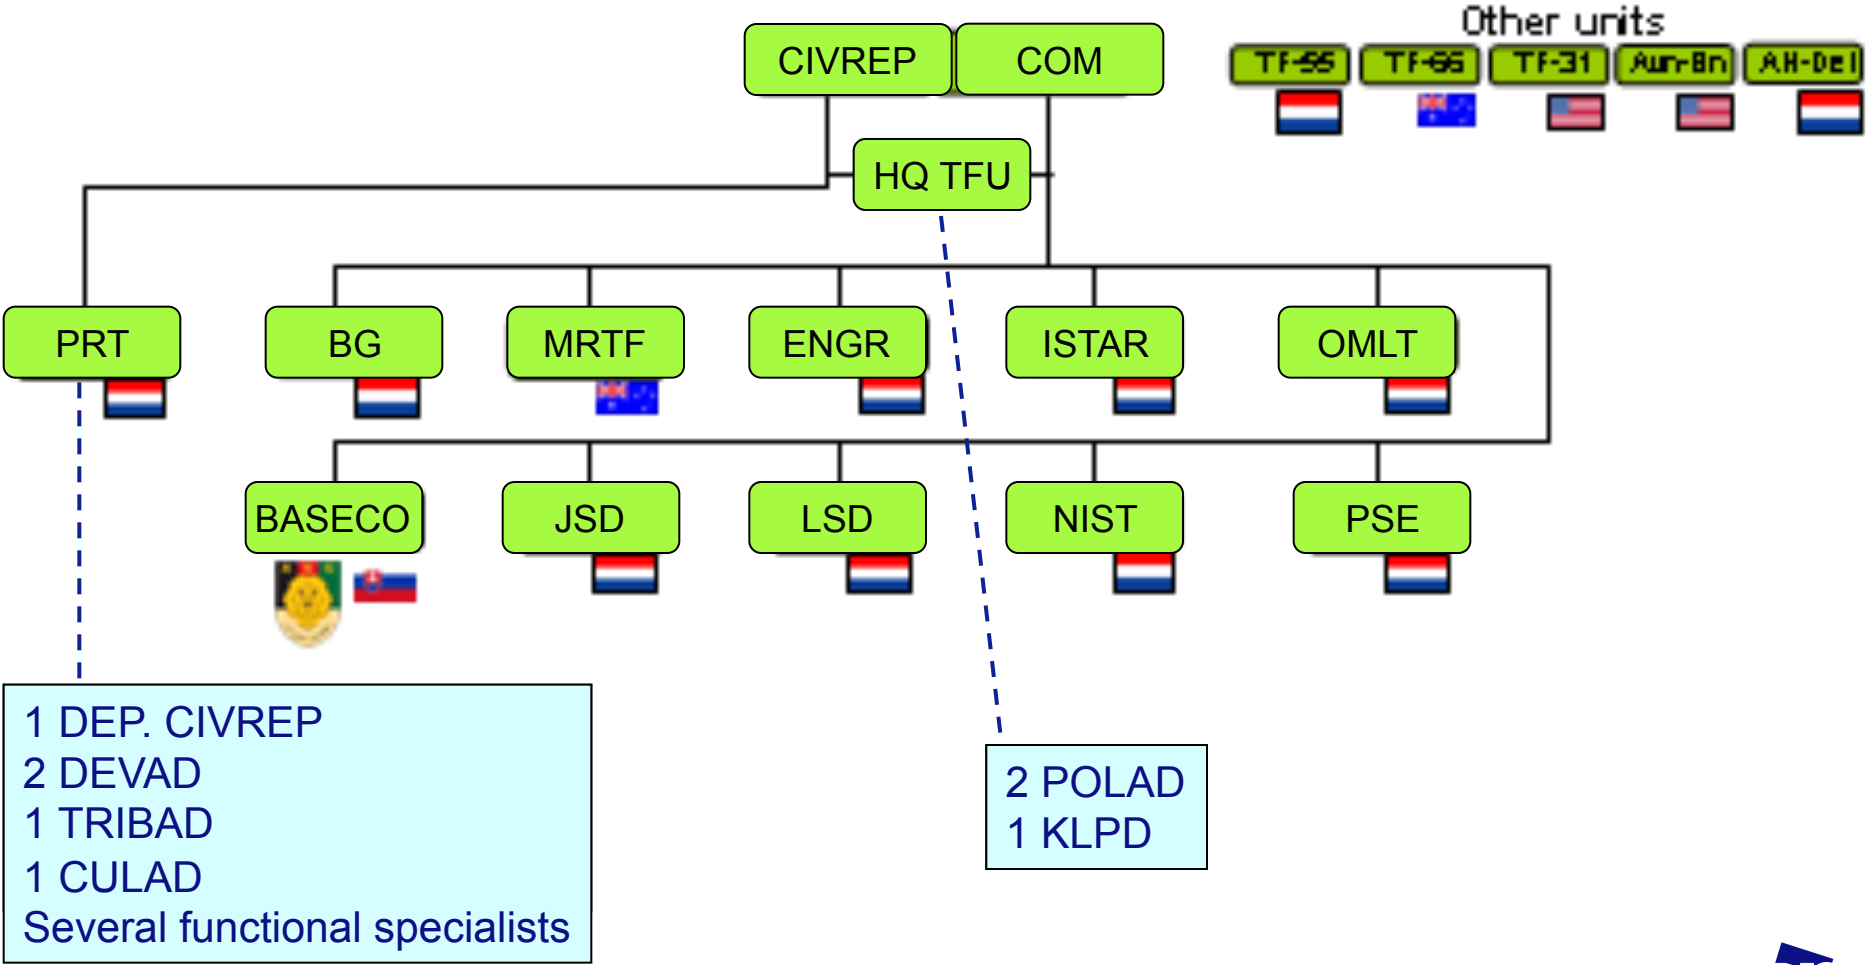 Other units
CIVREP COM
TF-55 TF-66 TF-31 AH-Det
HQ TFU
PRT BG MRTF ENGR ISTAR OMLT
BASECO JSD LSD NIST PSE
1 DEP. CIVREP
2 DEVAD
1 TRIBAD
1 CULAD
Several functional specialists
2 POLAD
1 KLPD